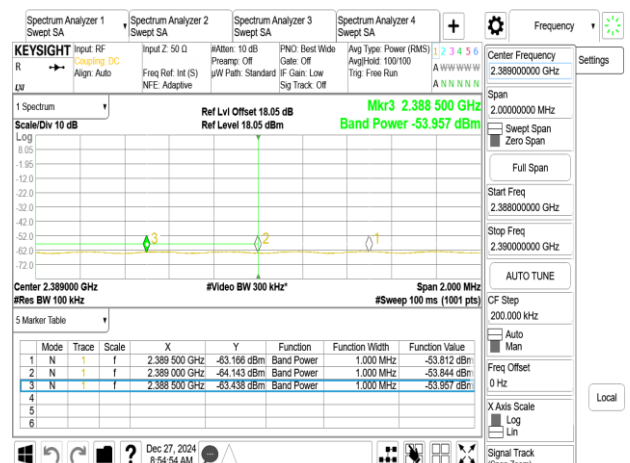 Spectrum Analyzer 1
Swept SA
Spectrum Analyzer 2
Swept SA
Spectrum Analyzer 3
Swept SA
Spectrum Analyzer 4
Swept SA
+
Frequency
KEYSIGHT
R
LXI
Input: RF
Coupling: DC
Align: Auto
Input Z: 50 Ω
Freq Ref: Int (S)
NFE: Adaptive
#Atten: 10 dB
Preamp: Off
µW Path: Standard
PNO: Best Wide
Gate: Off
IF Gain: Low
Sig Track: Off
Avg Type: Power (RMS)
Avg|Hold: 100/100
Trig: Free Run
1 2 3 4 5 6
A W W W W W
A N N N N N
Center Frequency
2.389000000 GHz
Settings
Span
2.00000000 MHz
Swept Span
Zero Span
Full Span
Start Freq
2.388000000 GHz
Stop Freq
2.390000000 GHz
AUTO TUNE
CF Step
200.000 kHz
Auto
Man
Freq Offset
0 Hz
X Axis Scale
Log
Lin
Local
Signal Track
(Span Zoom)
1 Spectrum
Scale/Div 10 dB
Ref Lvl Offset 18.05 dB
Ref Level 18.05 dBm
Mkr3 2.388 500 GHz
Band Power -53.957 dBm
Log
8.05
-1.95
-12.0
-22.0
-32.0
-42.0
-52.0
-62.0
-72.0
3
2
1
Center 2.389000 GHz
#Res BW 100 kHz
#Video BW 300 kHz*
Span 2.000 MHz
#Sweep 100 ms (1001 pts)
5 Marker Table
Mode Trace Scale X Y Function Function Width Function Value
1 N 1 f 2.389 500 GHz -63.166 dBm Band Power 1.000 MHz -53.812 dBm
2 N 1 f 2.389 000 GHz -64.143 dBm Band Power 1.000 MHz -53.844 dBm
3 N 1 f 2.388 500 GHz -63.438 dBm Band Power 1.000 MHz -53.957 dBm
4
5
6
?
Dec 27, 2024
8:54:54 AM